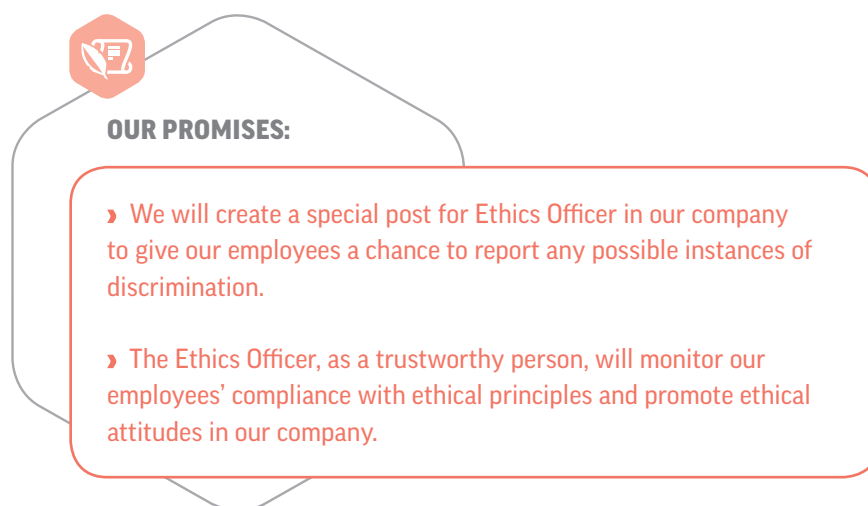 OUR PROMISES:
› We will create a special post for Ethics Officer in our company
to give our employees a chance to report any possible instances of
discrimination.
› The Ethics Officer, as a trustworthy person, will monitor our
employees’ compliance with ethical principles and promote ethical
attitudes in our company.